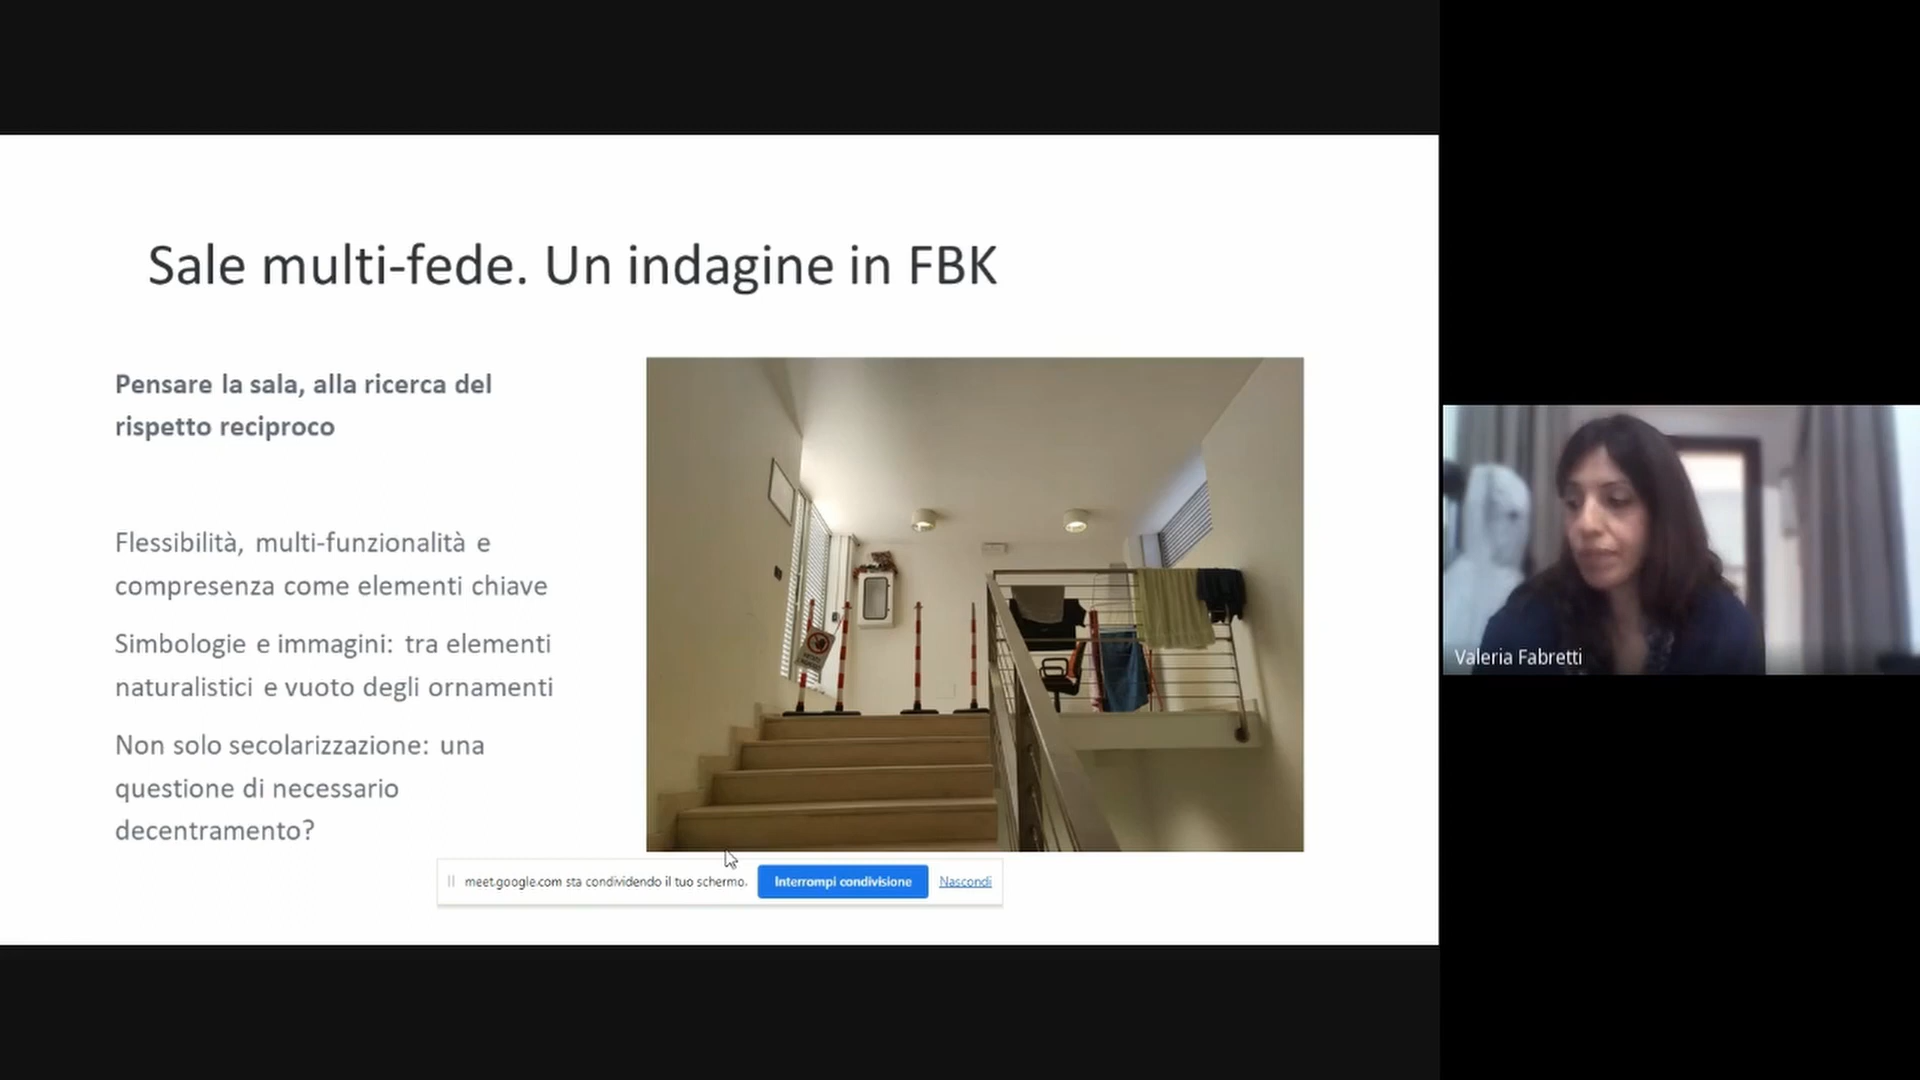 Sale multi-fede. Un indagine in FBK
Pensare la sala, alla ricerca del
rispetto reciproco
Flessibilità, multi-funzionalità e
compresenza come elementi chiave
Simbologie e immagini: tra elementi
naturalistici e vuoto degli ornamenti
Non solo secolarizzazione: una
questione di necessario
decentramento?
meet.google.com sta condividendo il tuo schermo.
Interrompi condivisione
Nascondi
Valeria Fabretti